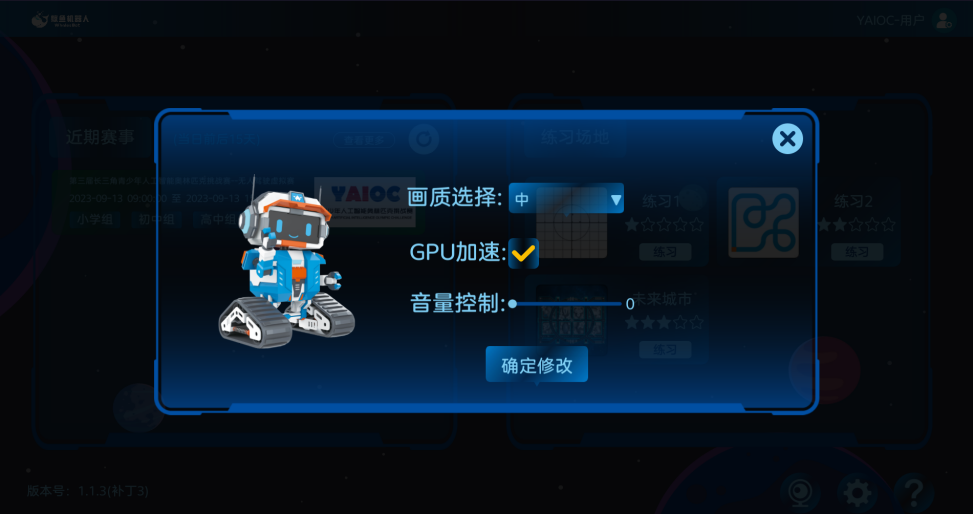 YAIOC-用户
近期赛事
练习场地
YAIOC
2023-09-13 09:00:00 至 2023-09-13
小学组 初中组 高中组
画质选择: 中
GPU加速:
音量控制: 0
确定修改
练习1
练习
练习2
练习
未来城市
练习
版本号: 1.1.3(补丁3)